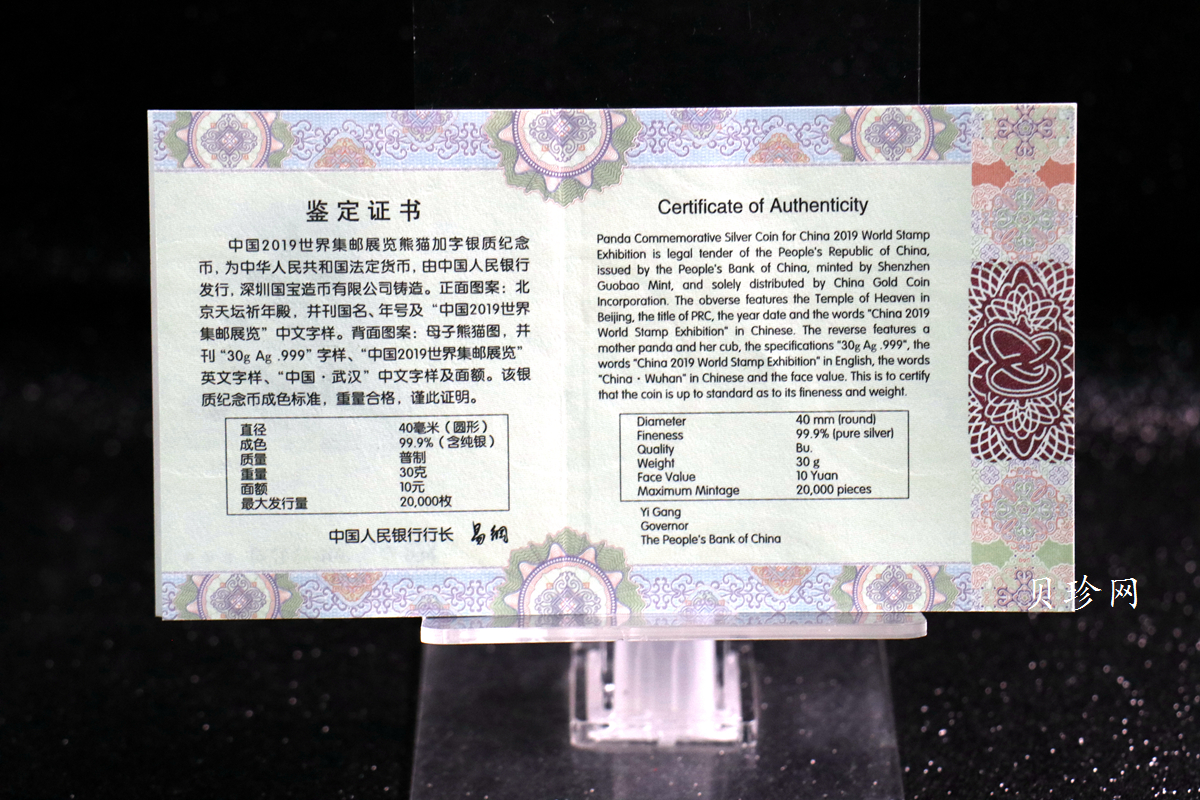 鉴定证书
中国2019世界集邮展览熊猫加字银质纪念
币，为中华人民共和国法定货币，由中国人民银行
发行，深圳国宝造币有限公司铸造。正面图案：北
京天坛祈年殿，并刊国名、年号及“中国2019世界
集邮展览”中文字样。背面图案：母子熊猫图，并
刊“30g Ag .999”字样、“中国2019世界集邮展览”
英文字样、“中国·武汉”中文字样及面额。该银
质纪念币成色标准，重量合格，谨此证明。
直径 40毫米（圆形）
成色 99.9%（含纯银）
质量 普制
重量 30克
面额 10元
最大发行量 20,000枚
中国人民银行行长 易纲
Certificate of Authenticity
Panda Commemorative Silver Coin for China 2019 World Stamp
Exhibition is legal tender of the People's Republic of China,
issued by the People's Bank of China, minted by Shenzhen
Guobao Mint, and solely distributed by China Gold Coin
Incorporation. The obverse features the Temple of Heaven in
Beijing, the title of PRC, the year date and the words "China 2019
World Stamp Exhibition" in Chinese. The reverse features a
mother panda and her cub, the specifications "30g Ag .999", the
words "China 2019 World Stamp Exhibition" in English, the words
"China · Wuhan" in Chinese and the face value. This is to certify
that the coin is up to standard as to its fineness and weight.
Diameter 40 mm (round)
Fineness 99.9% (pure silver)
Quality Bu.
Weight 30 g
Face Value 10 Yuan
Maximum Mintage 20,000 pieces
Yi Gang
Governor
The People's Bank of China
贝珍网